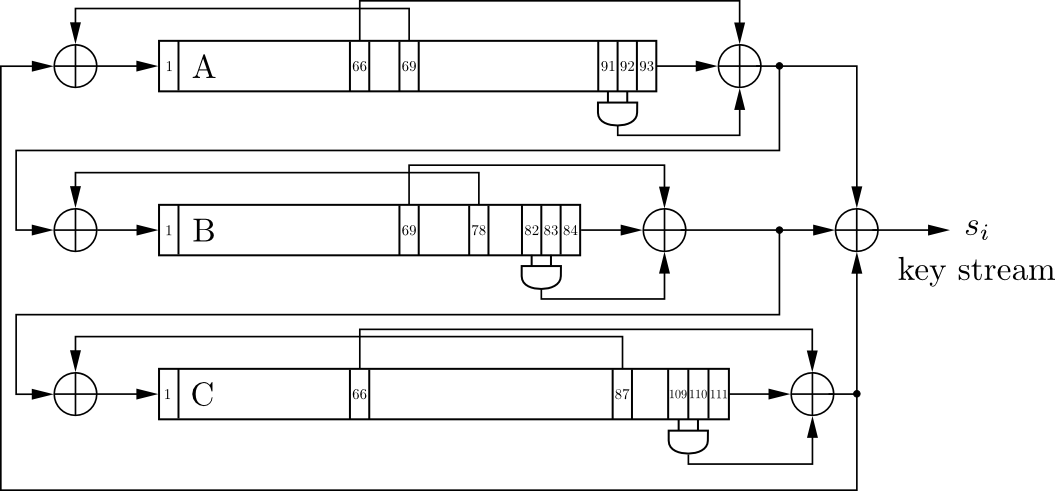 1 A 66 69 91 92 93
1 B 69 78 82 83 84
s_i
key stream
1 C 66 87 109 110 111